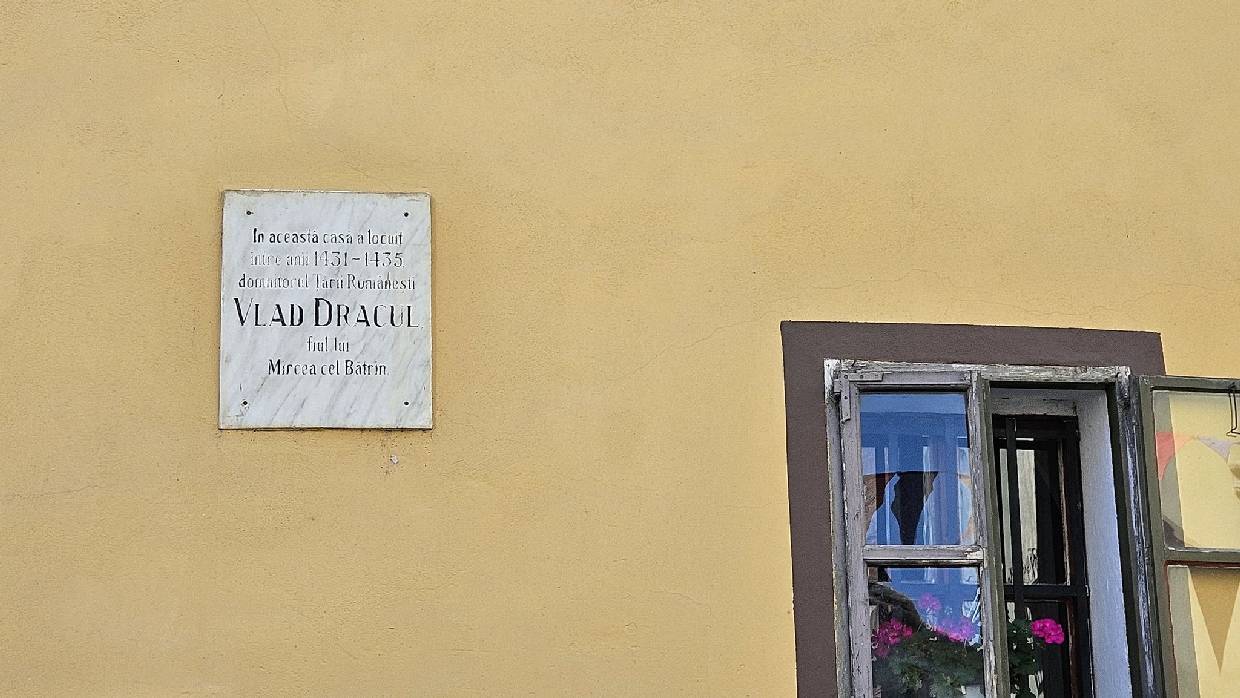 In această casă a locuit
între anii 1431-1435
domnitorul Țării Românești
VLAD DRACUL
fiul lui
Mircea cel Bătrîn.